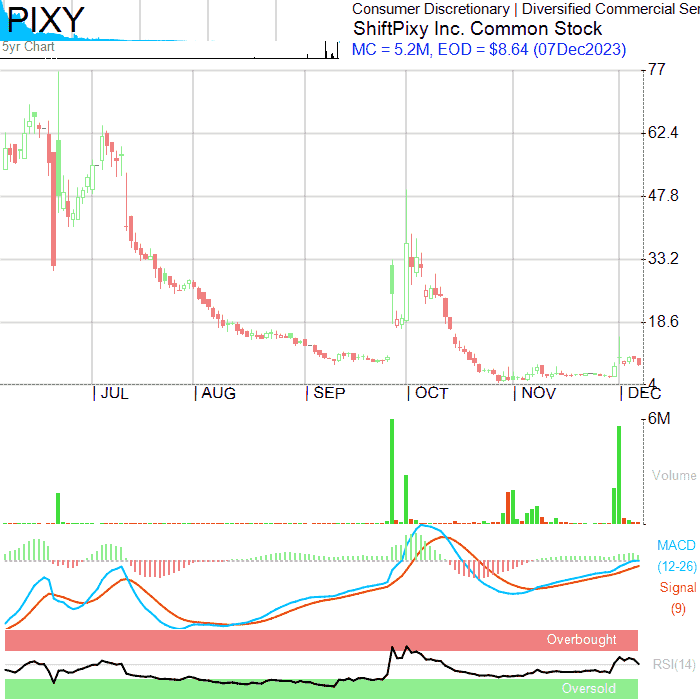 PIXY
Consumer Discretionary | Diversified Commercial Ser
ShiftPixy Inc. Common Stock
5yr Chart
MC = 5.2M, EOD = $8.64 (07Dec2023)
77
62.4
47.8
33.2
18.6
4
JUL
AUG
SEP
OCT
NOV
DEC
6M
Volume
MACD
(12-26)
Signal
(9)
Overbought
RSI(14)
Oversold